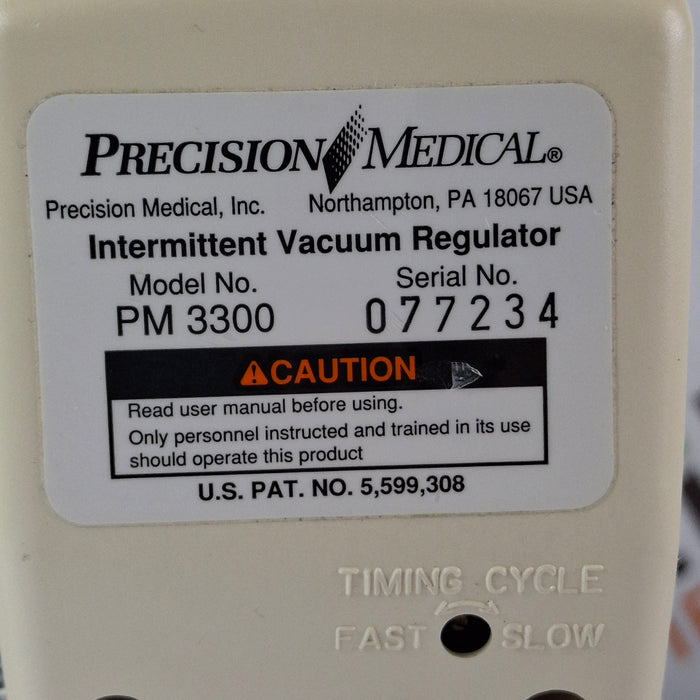 PRECISION MEDICAL®
Precision Medical, Inc. Northampton, PA 18067 USA
Intermittent Vacuum Regulator
Model No. Serial No.
PM 3300 077234
⚠CAUTION
Read user manual before using.
Only personnel instructed and trained in its use
should operate this product
U.S. PAT. NO. 5,599,308
TIMING CYCLE
FAST SLOW